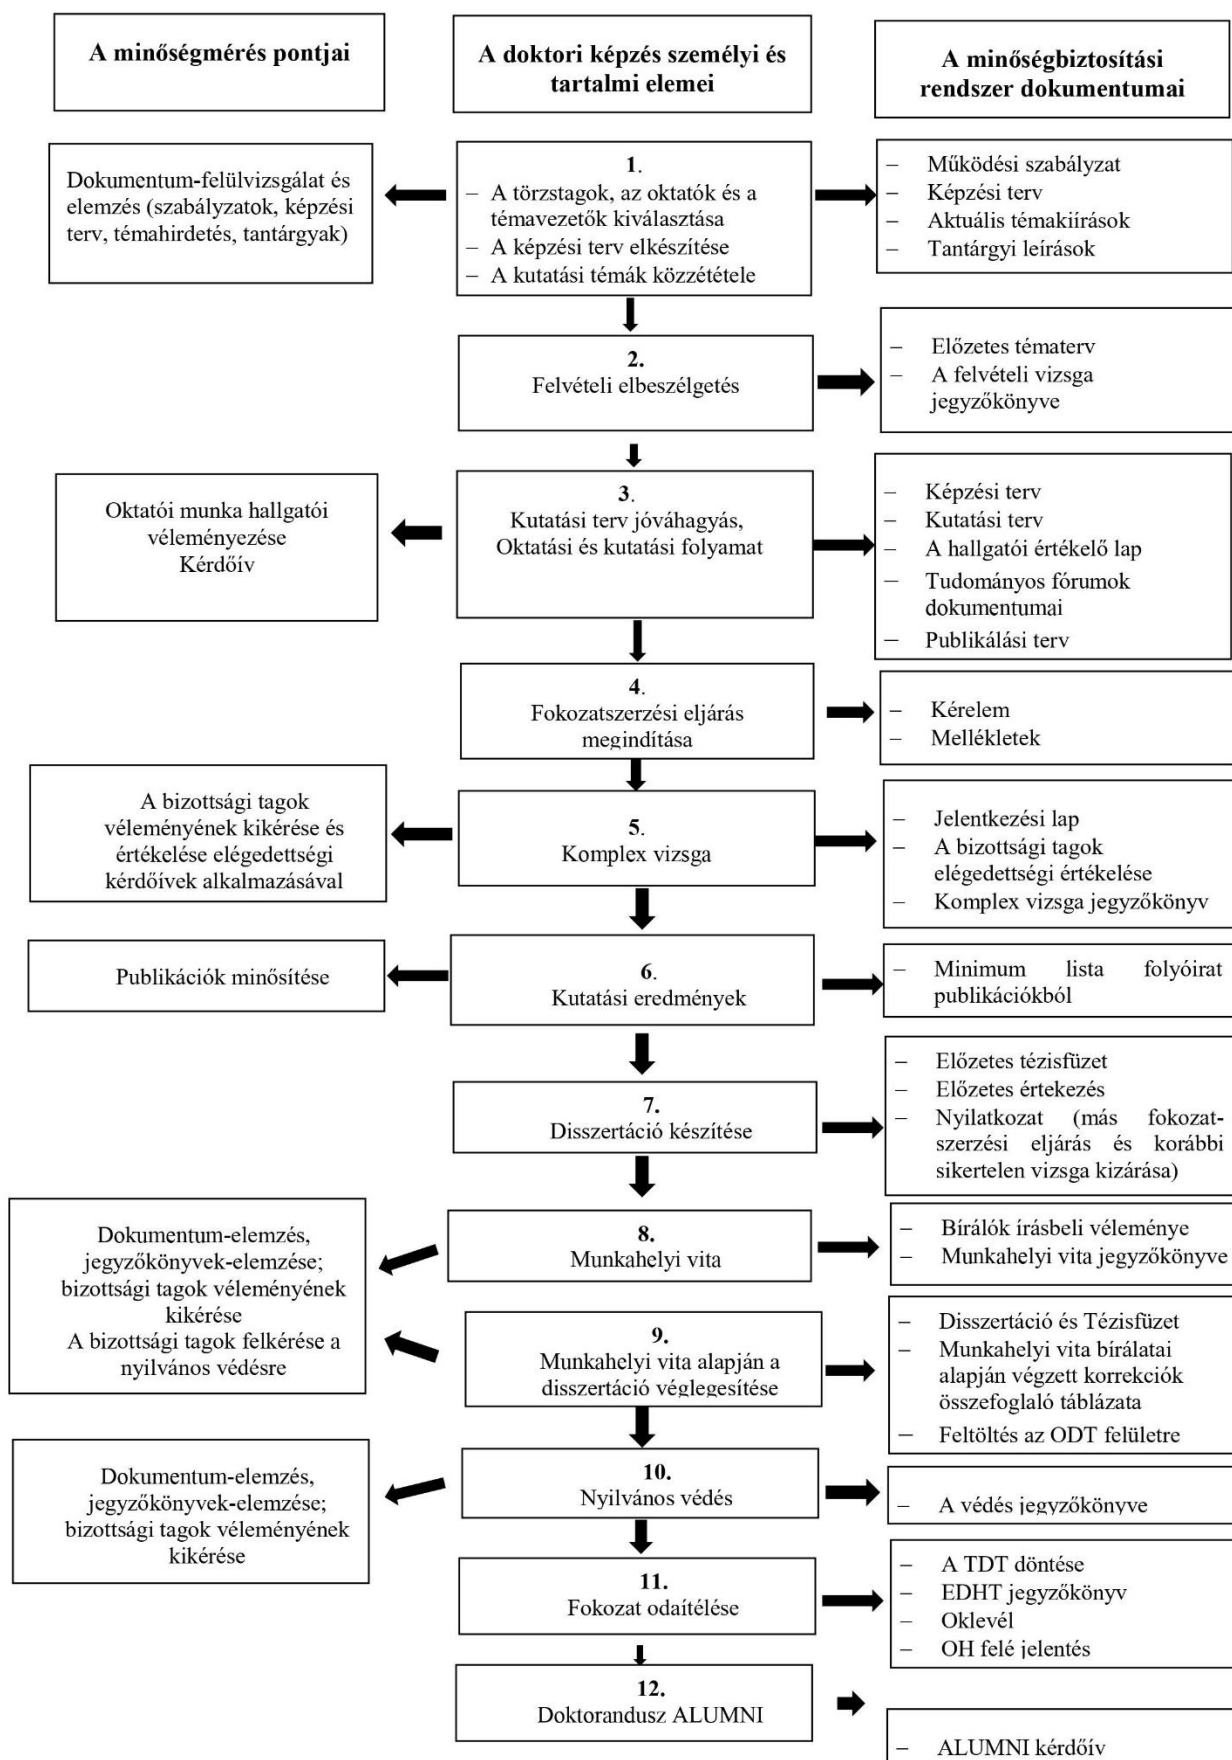 A minőségmérés pontjai
A doktori képzés személyi és
tartalmi elemei
A minőségbiztosítási
rendszer dokumentumai
Dokumentum-felülvizsgálat és
elemzés (szabályzatok, képzési
terv, témahirdetés, tantárgyak)
1.
– A törzstagok, az oktatók és a
témavezetők kiválasztása
– A képzési terv elkészítése
– A kutatási témák közzététele
– Működési szabályzat
– Képzési terv
– Aktuális témakiírások
– Tantárgyi leírások
2.
Felvételi elbeszélgetés
– Előzetes tématerv
– A felvételi vizsga
jegyzőkönyve
Oktatói munka hallgatói
véleményezése
Kérdőív
3.
Kutatási terv jóváhagyás,
Oktatási és kutatási folyamat
– Képzési terv
– Kutatási terv
– A hallgatói értékelő lap
– Tudományos fórumok
dokumentumai
– Publikálási terv
4.
Fokozatszerzési eljárás
megindítása
– Kérelem
– Mellékletek
A bizottsági tagok
véleményének kikérése és
értékelése elégedettségi
kérdőívek alkalmazásával
5.
Komplex vizsga
– Jelentkezési lap
– A bizottsági tagok
elégedettségi értékelése
– Komplex vizsga jegyzőkönyv
Publikációk minősítése
6.
Kutatási eredmények
– Minimum lista folyóirat
publikációkból
7.
Disszertáció készítése
– Előzetes tézisfüzet
– Előzetes értekezés
– Nyilatkozat (más fokozat-
szerzési eljárás és korábbi
sikertelen vizsga kizárása)
Dokumentum-elemzés,
jegyzőkönyvek-elemzése;
bizottsági tagok véleményének
kikérése
A bizottsági tagok felkérése a
nyilvános védésre
8.
Munkahelyi vita
– Bírálók írásbeli véleménye
– Munkahelyi vita jegyzőkönyve
9.
Munkahelyi vita alapján a
disszertáció véglegesítése
– Disszertáció és Tézisfüzet
– Munkahelyi vita bírálatai
alapján végzett korrekciók
összefoglaló táblázata
– Feltöltés az ODT felületre
Dokumentum-elemzés,
jegyzőkönyvek-elemzése;
bizottsági tagok véleményének
kikérése
10.
Nyilvános védés
– A védés jegyzőkönyve
11.
Fokozat odaítélése
– A TDT döntése
– EDHT jegyzőkönyv
– Oklevél
– OH felé jelentés
12.
Doktorandusz ALUMNI
– ALUMNI kérdőív